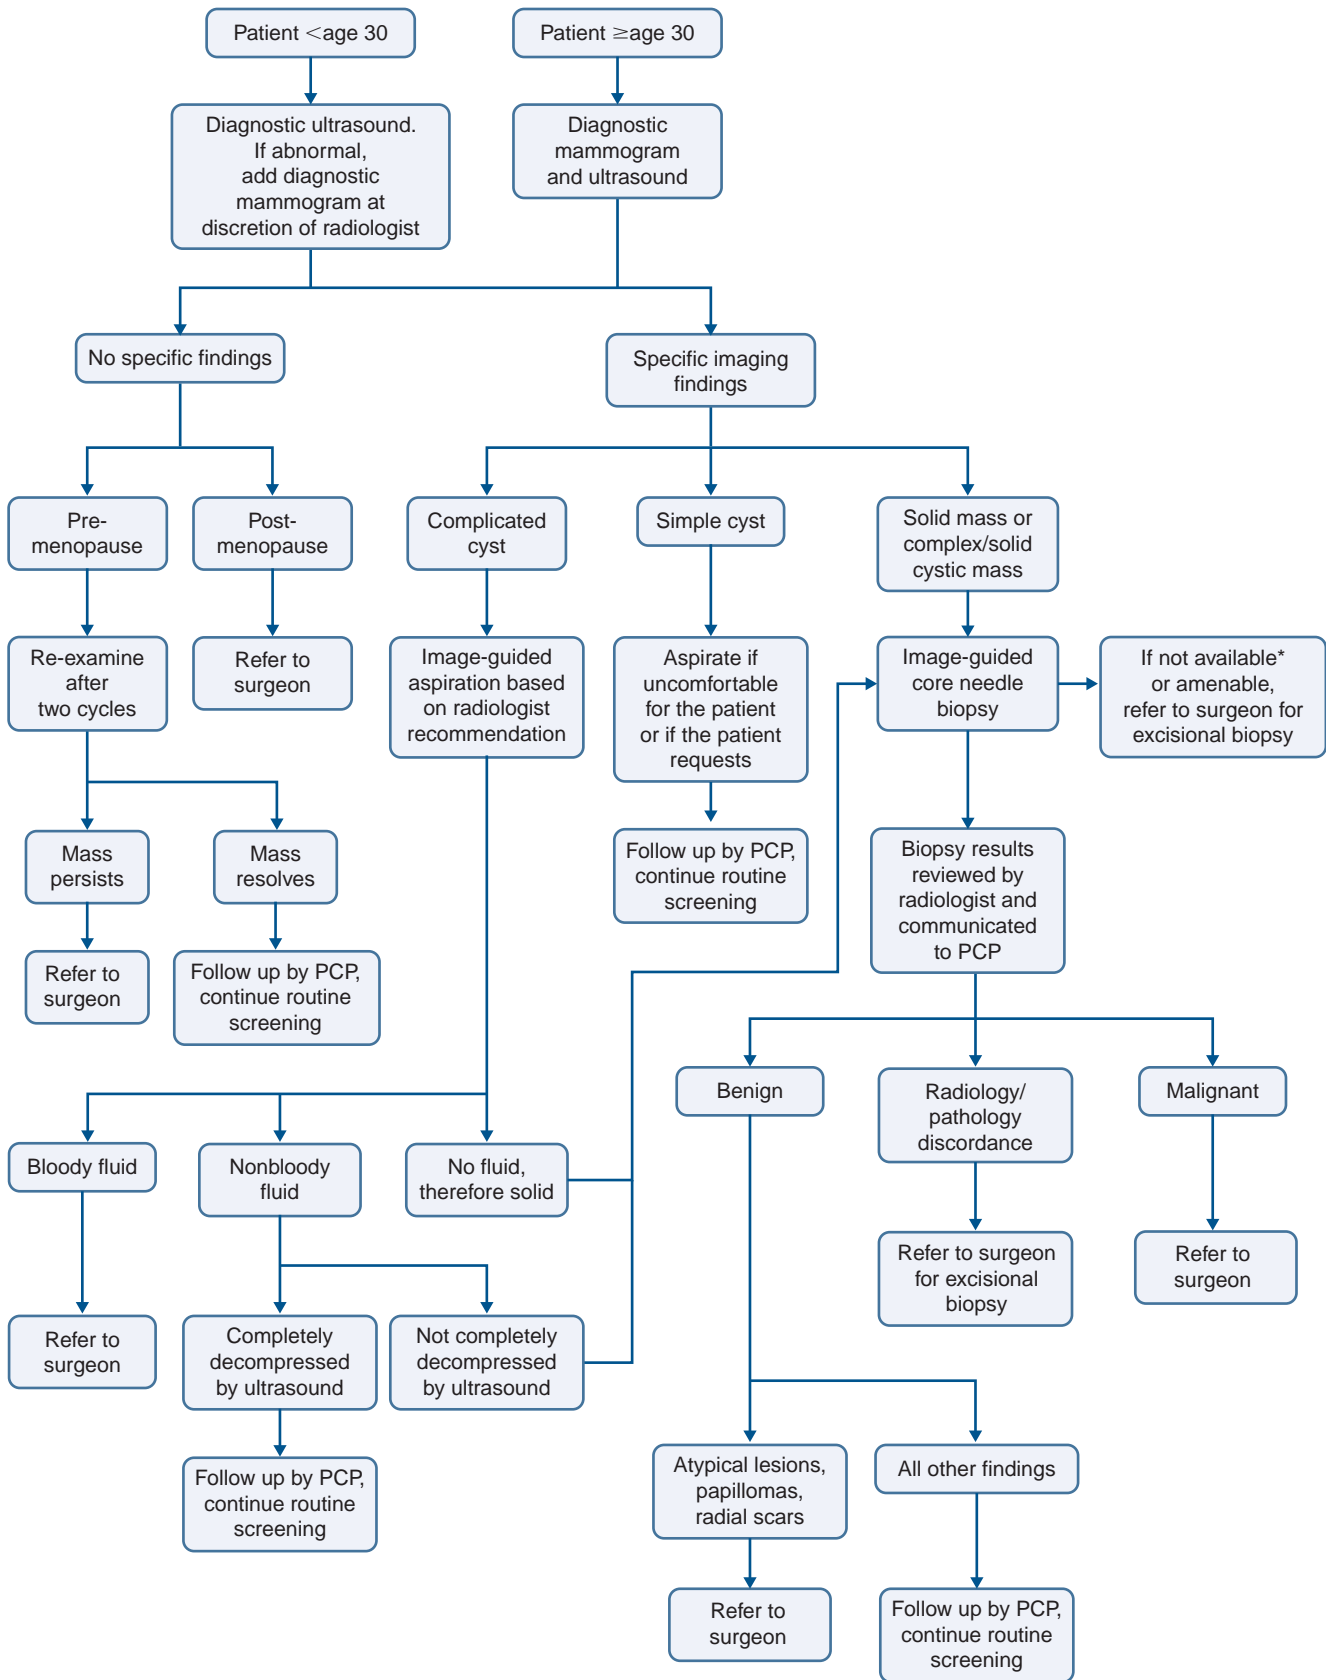 Patient <age 30
Patient ≥age 30
Diagnostic ultrasound.
If abnormal,
add diagnostic
mammogram at
discretion of radiologist
Diagnostic
mammogram
and ultrasound
No specific findings
Specific imaging
findings
Pre-
menopause
Post-
menopause
Complicated
cyst
Simple cyst
Solid mass or
complex/solid
cystic mass
Re-examine
after
two cycles
Refer to
surgeon
Image-guided
aspiration based
on radiologist
recommendation
Aspirate if
uncomfortable
for the patient
or if the patient
requests
Image-guided
core needle
biopsy
If not available*
or amenable,
refer to surgeon for
excisional biopsy
Mass
persists
Mass
resolves
Follow up by PCP,
continue routine
screening
Biopsy results
reviewed by
radiologist and
communicated
to PCP
Refer to
surgeon
Follow up by PCP,
continue routine
screening
Benign
Radiology/
pathology
discordance
Malignant
Bloody fluid
Nonbloody
fluid
No fluid,
therefore solid
Refer to surgeon
for excisional
biopsy
Refer to
surgeon
Refer to
surgeon
Completely
decompressed
by ultrasound
Not completely
decompressed
by ultrasound
Follow up by PCP,
continue routine
screening
Atypical lesions,
papillomas,
radial scars
All other findings
Refer to
surgeon
Follow up by PCP,
continue routine
screening